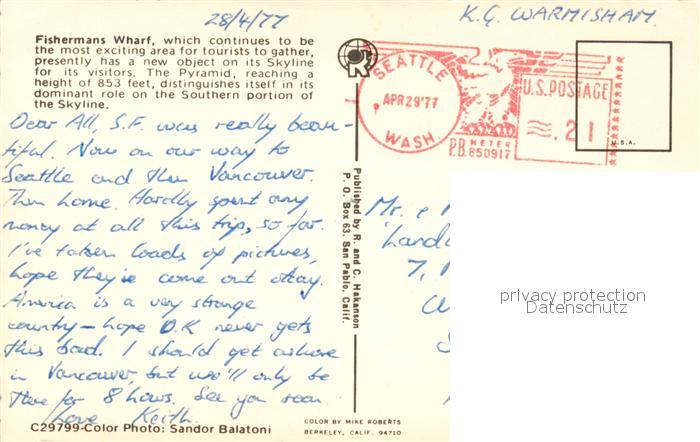 28/4/77
K.G. WARMISHAM.
Fishermans Wharf, which continues to be
the most exciting area for tourists to gather,
presently has a new object on its Skyline
for its visitors. The Pyramid, reaching a
height of 853 feet, distinguishes itself in its
dominant role on the Southern portion of
the Skyline.
Dear All, S.F. was really beau-
tiful. Now on our way to
Seattle and then Vancouver.
Then home. Hardly spent any
money at all this trip, so far.
I've taken loads of pictures,
hope they've come out okay.
America is a very strange
country - hope U.K never gets
this bad. I should get ashore
in Vancouver, but we'll only be
there for 8 hours. See you soon
Love Keith.
C29799-Color Photo: Sandor Balatoni
Published by R. and C. Hakanson
P. O. Box 63, San Pablo, Calif.
COLOR BY MIKE ROBERTS
BERKELEY, CALIF. 94710
R
SEATTLE
P APR 29'77
WASH.
U.S. POSTAGE
.21
METER
P.B. 850917
U.S.A.
Mr. &
7,
privacy protection
Datenschutz